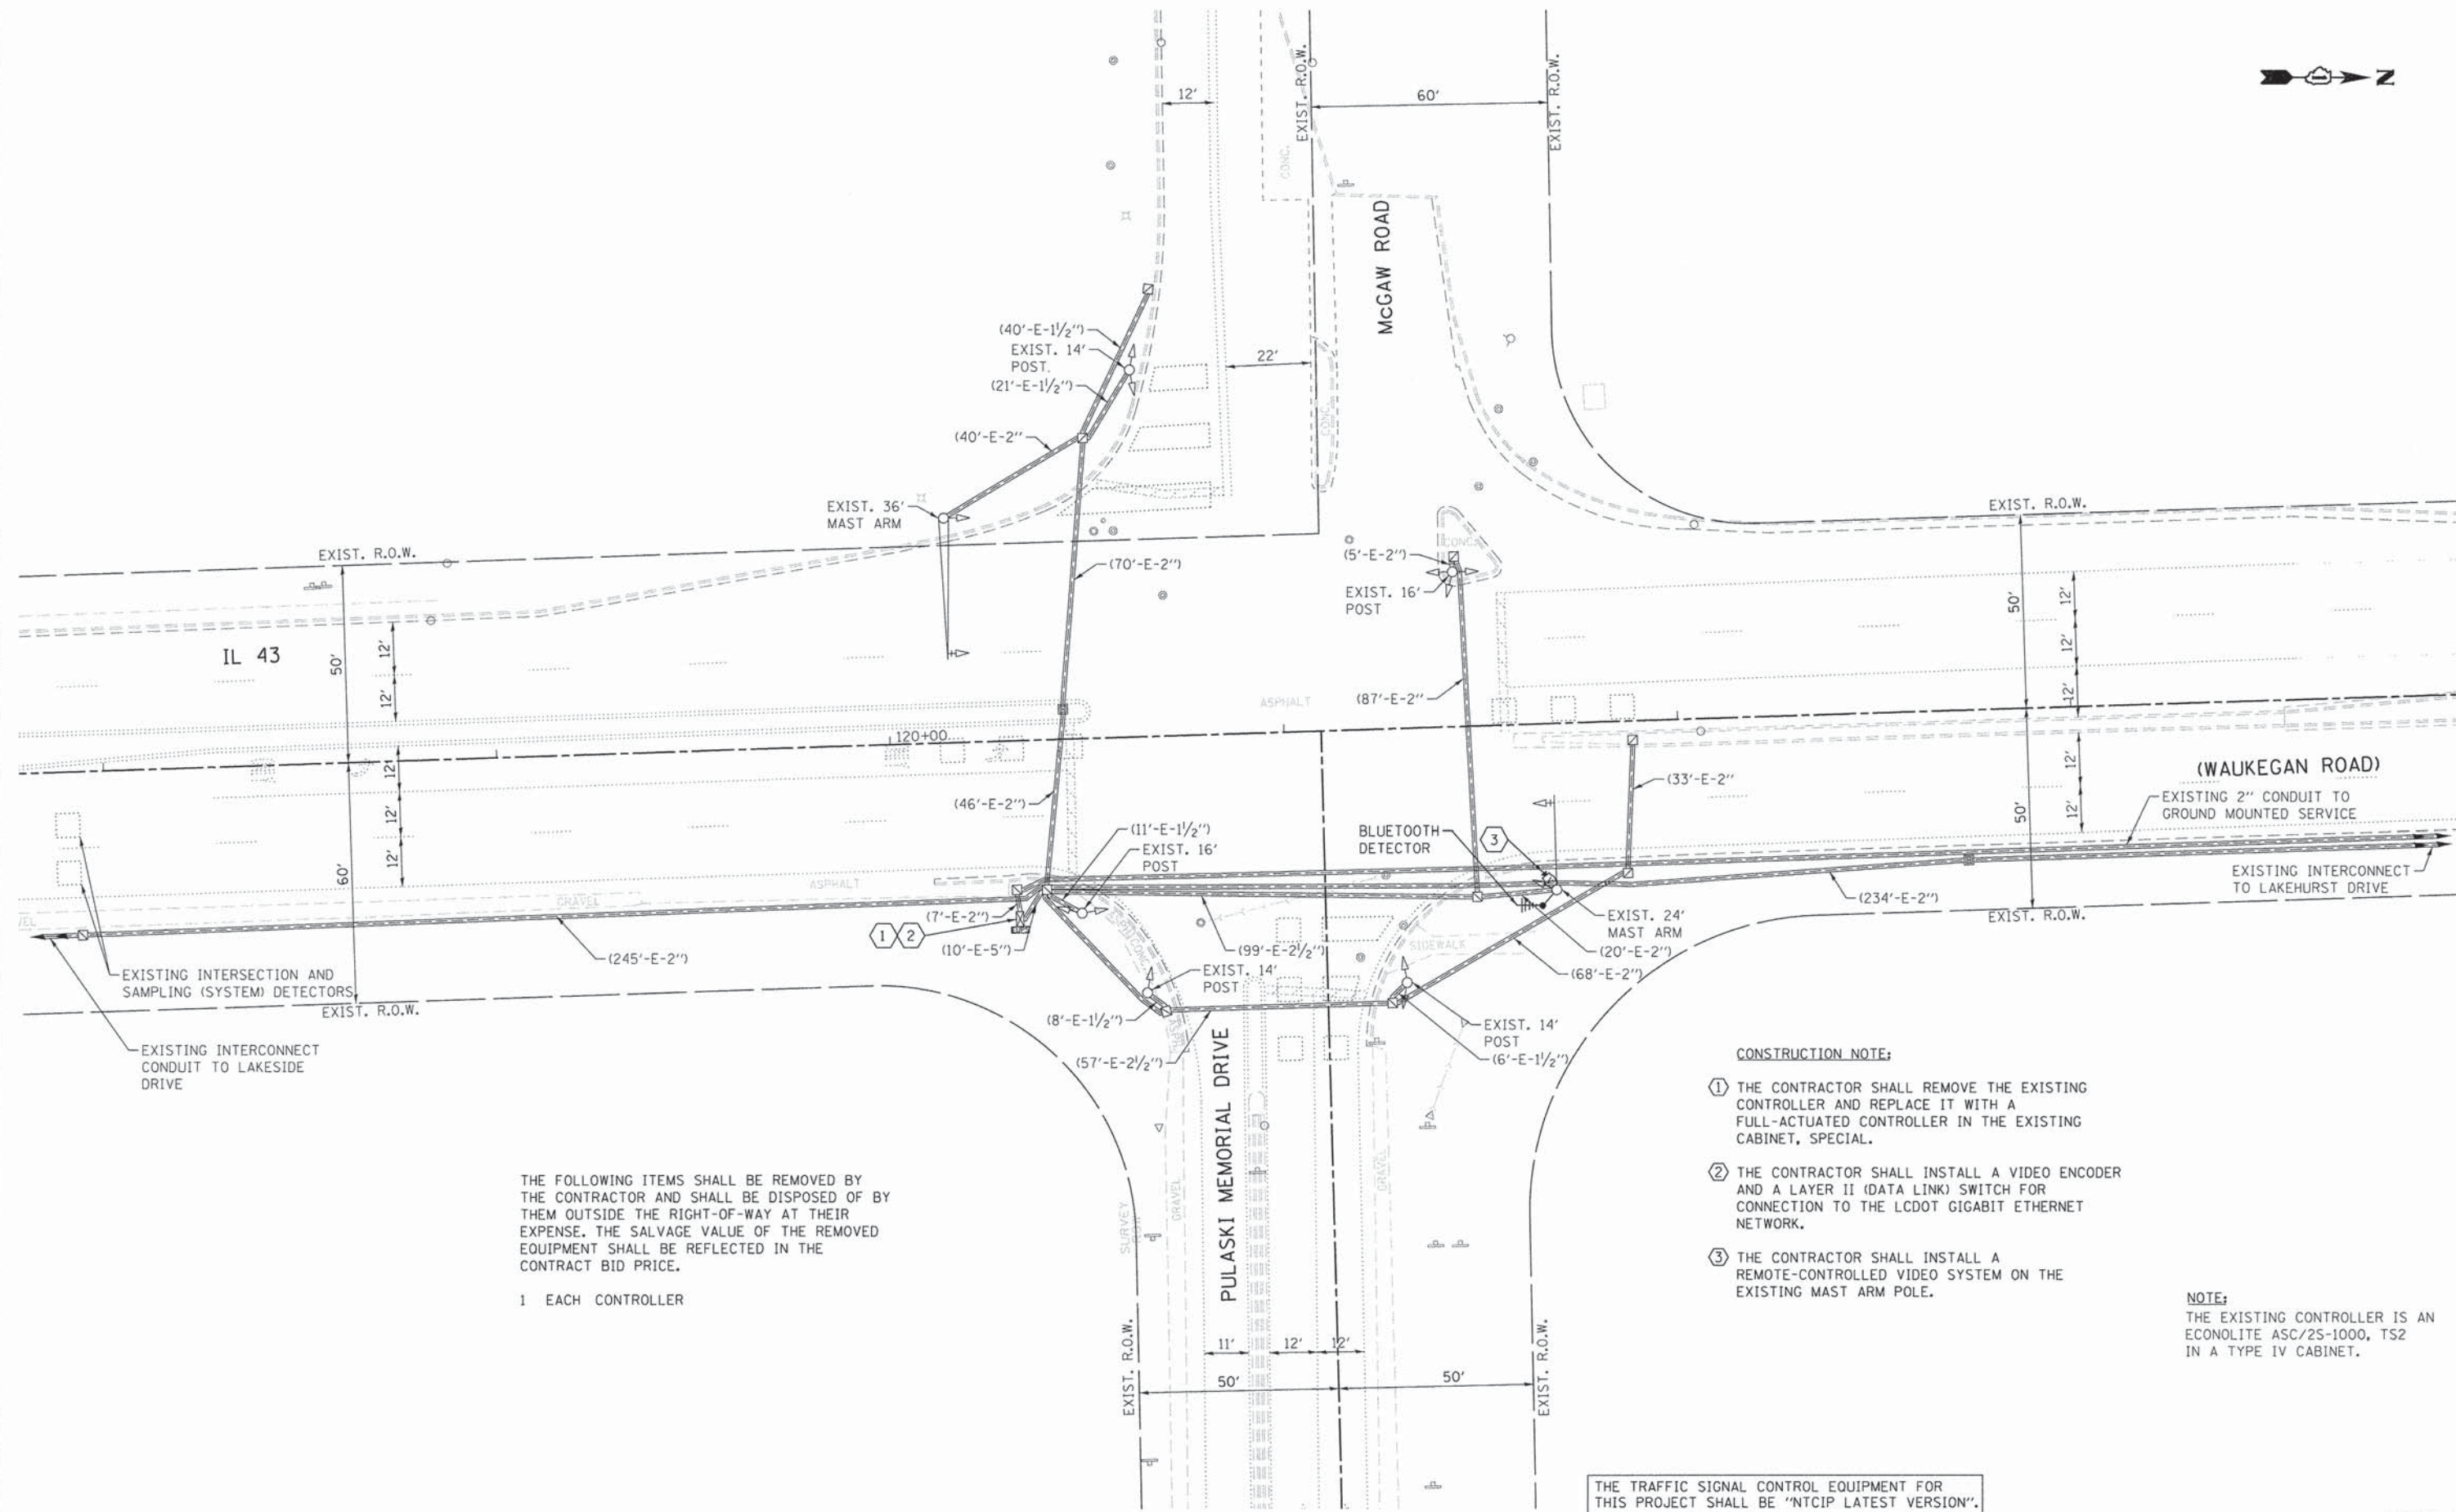 N
12'
60'
EXIST. R.O.W.
EXIST. R.O.W.
CONC.
McGAW ROAD
(40'-E-1½")
EXIST. 14'
POST.
(21'-E-1½")
22'
CONC.
(40'-E-2"
EXIST. 36'
MAST ARM
EXIST. R.O.W.
EXIST. R.O.W.
(70'-E-2")
(5'-E-2")
CONC.
EXIST. 16'
POST
IL 43
50'
12'
12'
50'
12'
12'
12'
ASPHALT
(87'-E-2"
120+00
(WAUKEGAN ROAD)
12'
12'
12'
60'
(46'-E-2")
(33'-E-2"
50'
12'
12'
EXISTING 2" CONDUIT TO
GROUND MOUNTED SERVICE
(11'-E-1½")
EXIST. 16'
POST
BLUETOOTH
DETECTOR
3
ASPHALT
GRAVEL
EXISTING INTERCONNECT
TO LAKEHURST DRIVE
(7'-E-2")
1
2
(10'-E-5")
(234'-E-2")
EXIST. R.O.W.
EXIST. 24'
MAST ARM
(20'-E-2")
(99'-E-2½")
SIDEWALK
(68'-E-2")
(245'-E-2")
EXISTING INTERSECTION AND
SAMPLING (SYSTEM) DETECTORS
EXIST. R.O.W.
EXIST. 14'
POST
(8'-E-1½")
(57'-E-2½")
EXIST. 14'
POST
(6'-E-1½")
EXISTING INTERCONNECT
CONDUIT TO LAKESIDE
DRIVE
PULASKI MEMORIAL DRIVE
GRAVEL
GRAVEL
SURVEY
CONSTRUCTION NOTE:
1 THE CONTRACTOR SHALL REMOVE THE EXISTING
CONTROLLER AND REPLACE IT WITH A
FULL-ACTUATED CONTROLLER IN THE EXISTING
CABINET, SPECIAL.
2 THE CONTRACTOR SHALL INSTALL A VIDEO ENCODER
AND A LAYER II (DATA LINK) SWITCH FOR
CONNECTION TO THE LCDOT GIGABIT ETHERNET
NETWORK.
3 THE CONTRACTOR SHALL INSTALL A
REMOTE-CONTROLLED VIDEO SYSTEM ON THE
EXISTING MAST ARM POLE.
THE FOLLOWING ITEMS SHALL BE REMOVED BY
THE CONTRACTOR AND SHALL BE DISPOSED OF BY
THEM OUTSIDE THE RIGHT-OF-WAY AT THEIR
EXPENSE. THE SALVAGE VALUE OF THE REMOVED
EQUIPMENT SHALL BE REFLECTED IN THE
CONTRACT BID PRICE.
1 EACH CONTROLLER
NOTE:
THE EXISTING CONTROLLER IS AN
ECONOLITE ASC/2S-1000, TS2
IN A TYPE IV CABINET.
EXIST. R.O.W.
EXIST. R.O.W.
11'
12'
12'
50'
50'
THE TRAFFIC SIGNAL CONTROL EQUIPMENT FOR
THIS PROJECT SHALL BE "NTCIP LATEST VERSION".